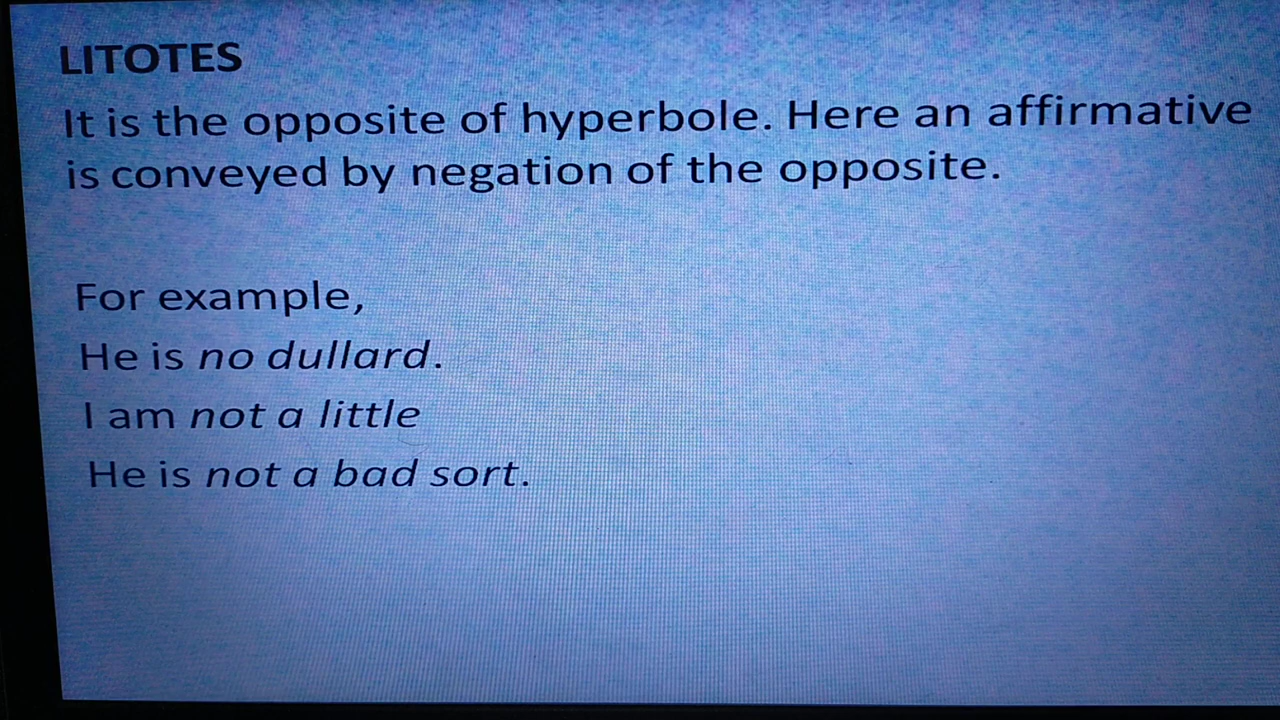 LITOTES
It is the opposite of hyperbole. Here an affirmative
is conveyed by negation of the opposite.
For example,
He is no dullard.
I am not a little
He is not a bad sort.